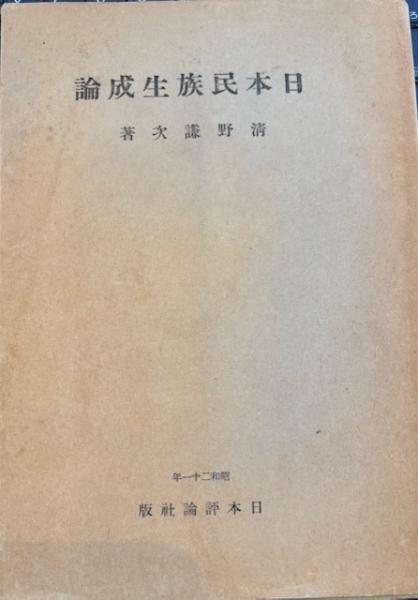 日本民族生成論
清野謙次著
昭和二十一年
日本評論社版